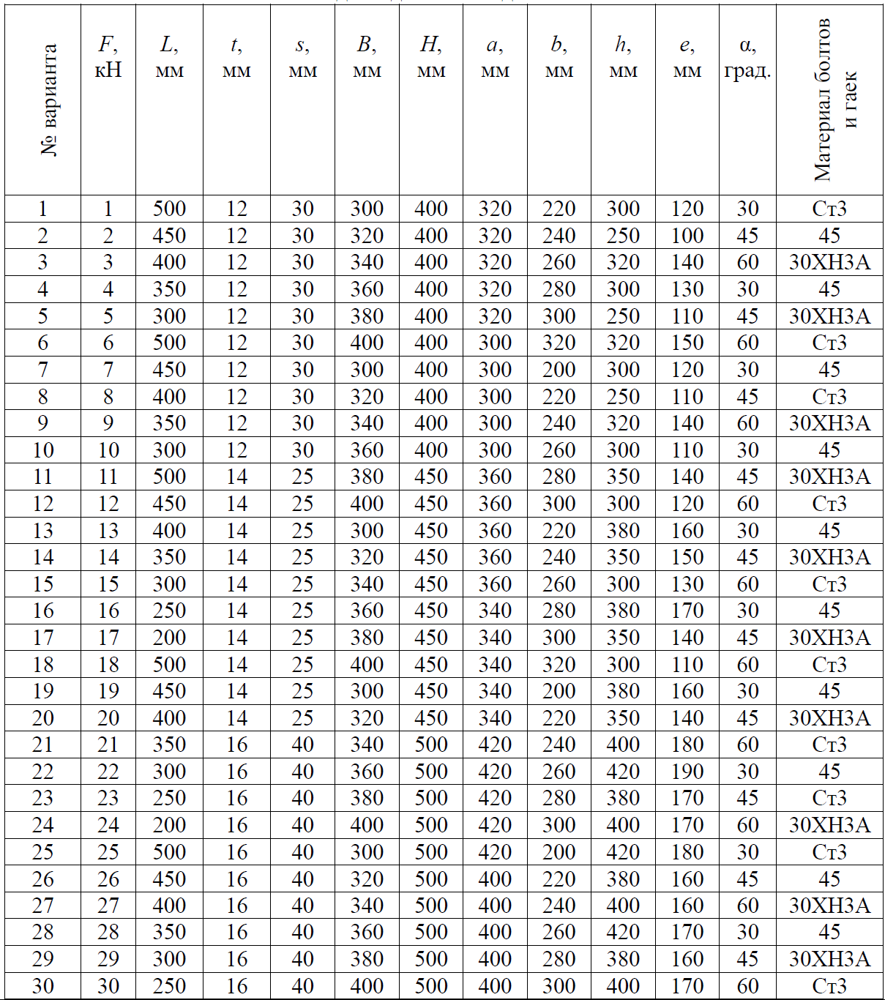 № варианта F, кН L, мм t, мм s, мм B, мм H, мм a, мм b, мм h, мм e, мм α, град. Материал болтов и гаек
1 1 500 12 30 300 400 320 220 300 120 30 Ст3
2 2 450 12 30 320 400 320 240 250 100 45 45
3 3 400 12 30 340 400 320 260 320 140 60 30ХН3А
4 4 350 12 30 360 400 320 280 300 130 30 45
5 5 300 12 30 380 400 320 300 250 110 45 30ХН3А
6 6 500 12 30 400 400 300 320 320 150 60 Ст3
7 7 450 12 30 300 400 300 200 300 120 30 45
8 8 400 12 30 320 400 300 220 250 110 45 Ст3
9 9 350 12 30 340 400 300 240 320 140 60 30ХН3А
10 10 300 12 30 360 400 300 260 300 110 30 45
11 11 500 14 25 380 450 360 280 350 140 45 30ХН3А
12 12 450 14 25 400 450 360 300 300 120 60 Ст3
13 13 400 14 25 300 450 360 220 380 160 30 45
14 14 350 14 25 320 450 360 240 350 150 45 30ХН3А
15 15 300 14 25 340 450 360 260 300 130 60 Ст3
16 16 250 14 25 360 450 340 280 380 170 30 45
17 17 200 14 25 380 450 340 300 350 140 45 30ХН3А
18 18 500 14 25 400 450 340 320 300 110 60 Ст3
19 19 450 14 25 300 450 340 200 380 160 30 45
20 20 400 14 25 320 450 340 220 350 140 45 30ХН3А
21 21 350 16 40 340 500 420 240 400 180 60 Ст3
22 22 300 16 40 360 500 420 260 420 190 30 45
23 23 250 16 40 380 500 420 280 380 170 45 Ст3
24 24 200 16 40 400 500 420 300 400 170 60 30ХН3А
25 25 500 16 40 300 500 420 200 420 180 30 Ст3
26 26 450 16 40 320 500 400 220 380 160 45 45
27 27 400 16 40 340 500 400 240 400 160 60 30ХН3А
28 28 350 16 40 360 500 400 260 420 170 30 45
29 29 300 16 40 380 500 400 280 380 160 45 30ХН3А
30 30 250 16 40 400 500 400 300 400 170 60 Ст3